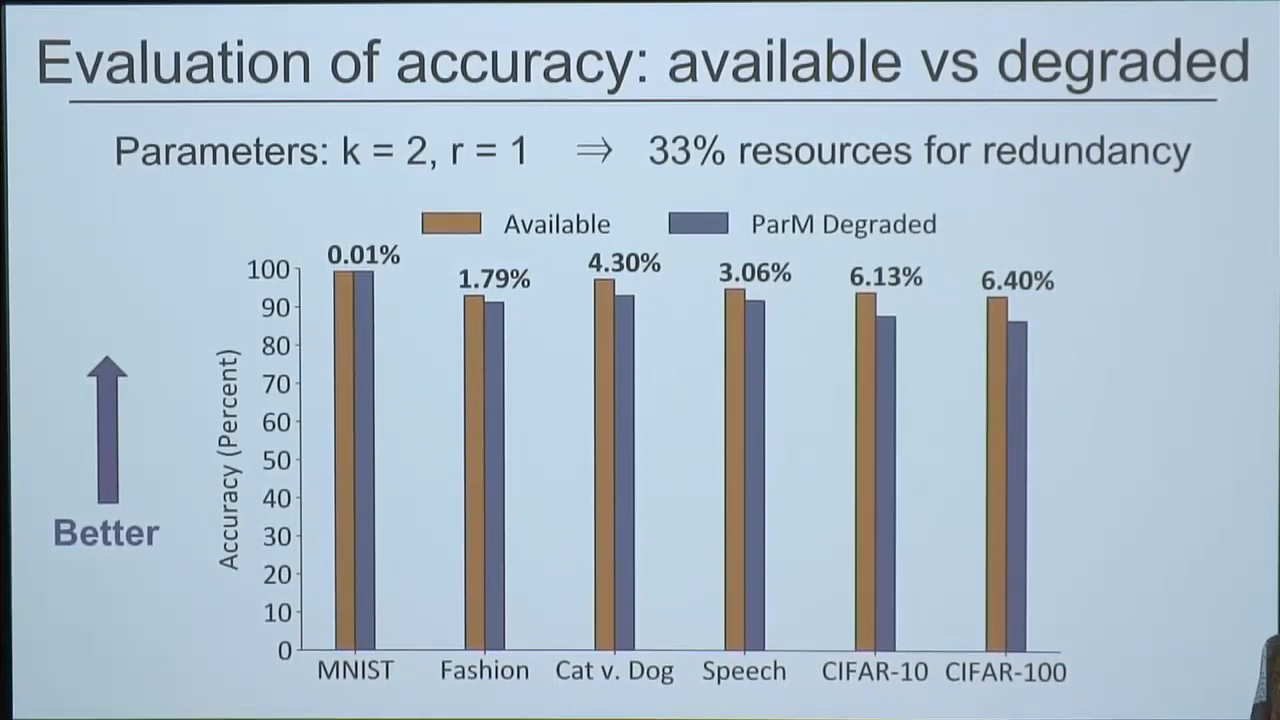 Evaluation of accuracy: available vs degraded
Parameters: k = 2, r = 1 ⇒ 33% resources for redundancy
Available ParM Degraded
0.01% 1.79% 4.30% 3.06% 6.13% 6.40%
Accuracy (Percent)
100
90
80
70
60
50
40
30
20
10
0
Better
MNIST Fashion Cat v. Dog Speech CIFAR-10 CIFAR-100